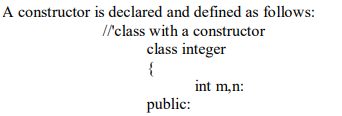 A constructor is declared and defined as follows:
//'class with a constructor
class integer
{
int m,n:
public: